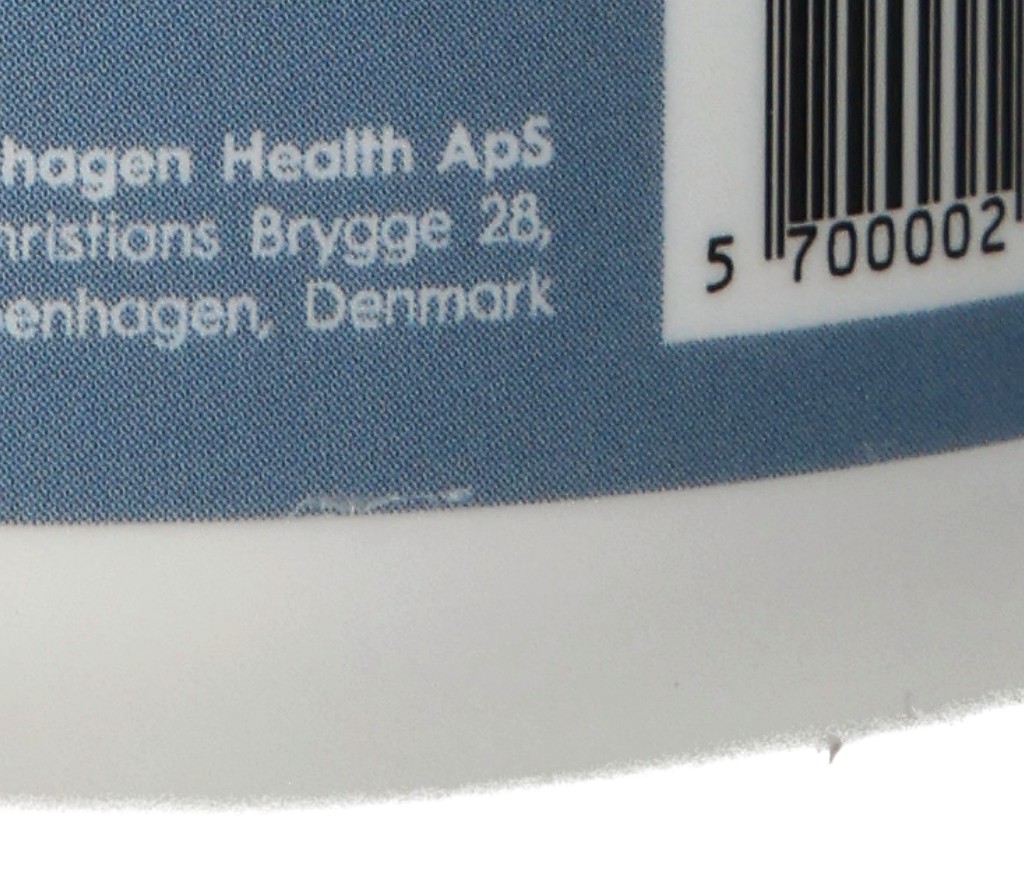 hagen Health ApS
hristians Brygge 28,
enhagen, Denmark
5 700002